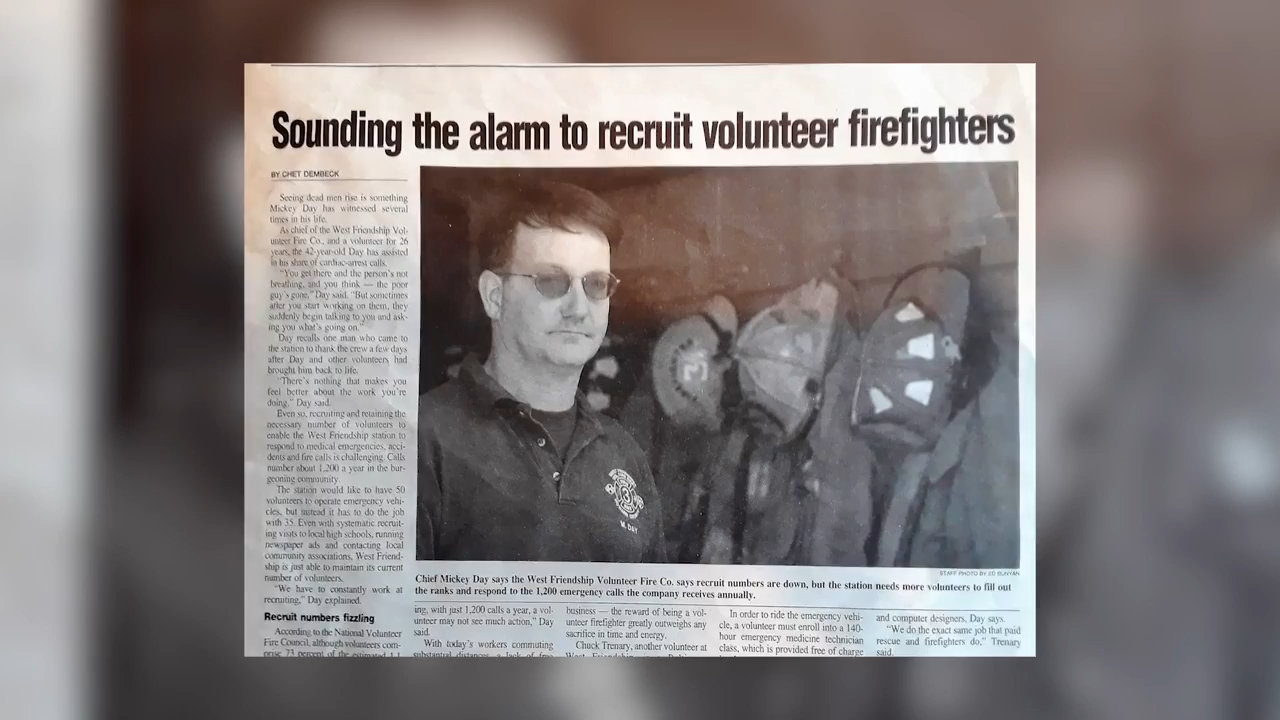 Sounding the alarm to recruit volunteer firefighters
BY CHET DEMBECK
Seeing dead men rise is something
Mickey Day has witnessed several
times in his life.
As chief of the West Friendship Vol-
unteer Fire Co., and a volunteer for 26
years, the 42-year-old Day has assisted
in his share of cardiac-arrest calls.
"You get there and the person's not
breathing, and you think — the poor
guy's gone," Day said. "But sometimes
after you start working on them, they
suddenly begin talking to you and ask-
ing you what's going on."
Day recalls one man who came to
the station to thank the crew a few days
after Day and other volunteers had
brought him back to life.
"There's nothing that makes you
feel better about the work you're
doing," Day said.
Even so, recruiting and retaining the
necessary number of volunteers to
enable the West Friendship station to
respond to medical emergencies, acci-
dents and fire calls is challenging. Calls
number about 1,200 a year in the bur-
geoning community.
The station would like to have 50
volunteers to operate emergency vehi-
cles, but instead it has to do the job
with 35. Even with systematic recruit-
ing visits to local high schools, running
newspaper ads and contacting local
community associations, West Friend-
ship is just able to maintain its current
number of volunteers.
"We have to constantly work at
recruiting," Day explained.
Recruit numbers fizzling
According to the National Volunteer
Fire Council, although volunteers com-
prise 73 percent of the estimated 1.1
3
M. DAY
STAFF PHOTO BY ED BUNYAN
Chief Mickey Day says the West Friendship Volunteer Fire Co. says recruit numbers are down, but the station needs more volunteers to fill out
the ranks and respond to the 1,200 emergency calls the company receives annually.
ing, with just 1,200 calls a year, a vol-
unteer may not see much action," Day
said.
With today's workers commuting
substantial distances, a lack of free
business — the reward of being a vol-
unteer firefighter greatly outweighs any
sacrifice in time and energy.
Chuck Trenary, another volunteer at
West
In order to ride the emergency vehi-
cle, a volunteer must enroll into a 140-
hour emergency medicine technician
class, which is provided free of charge
and computer designers, Day says.
"We do the exact same job that paid
rescue and firefighters do," Trenary
said.